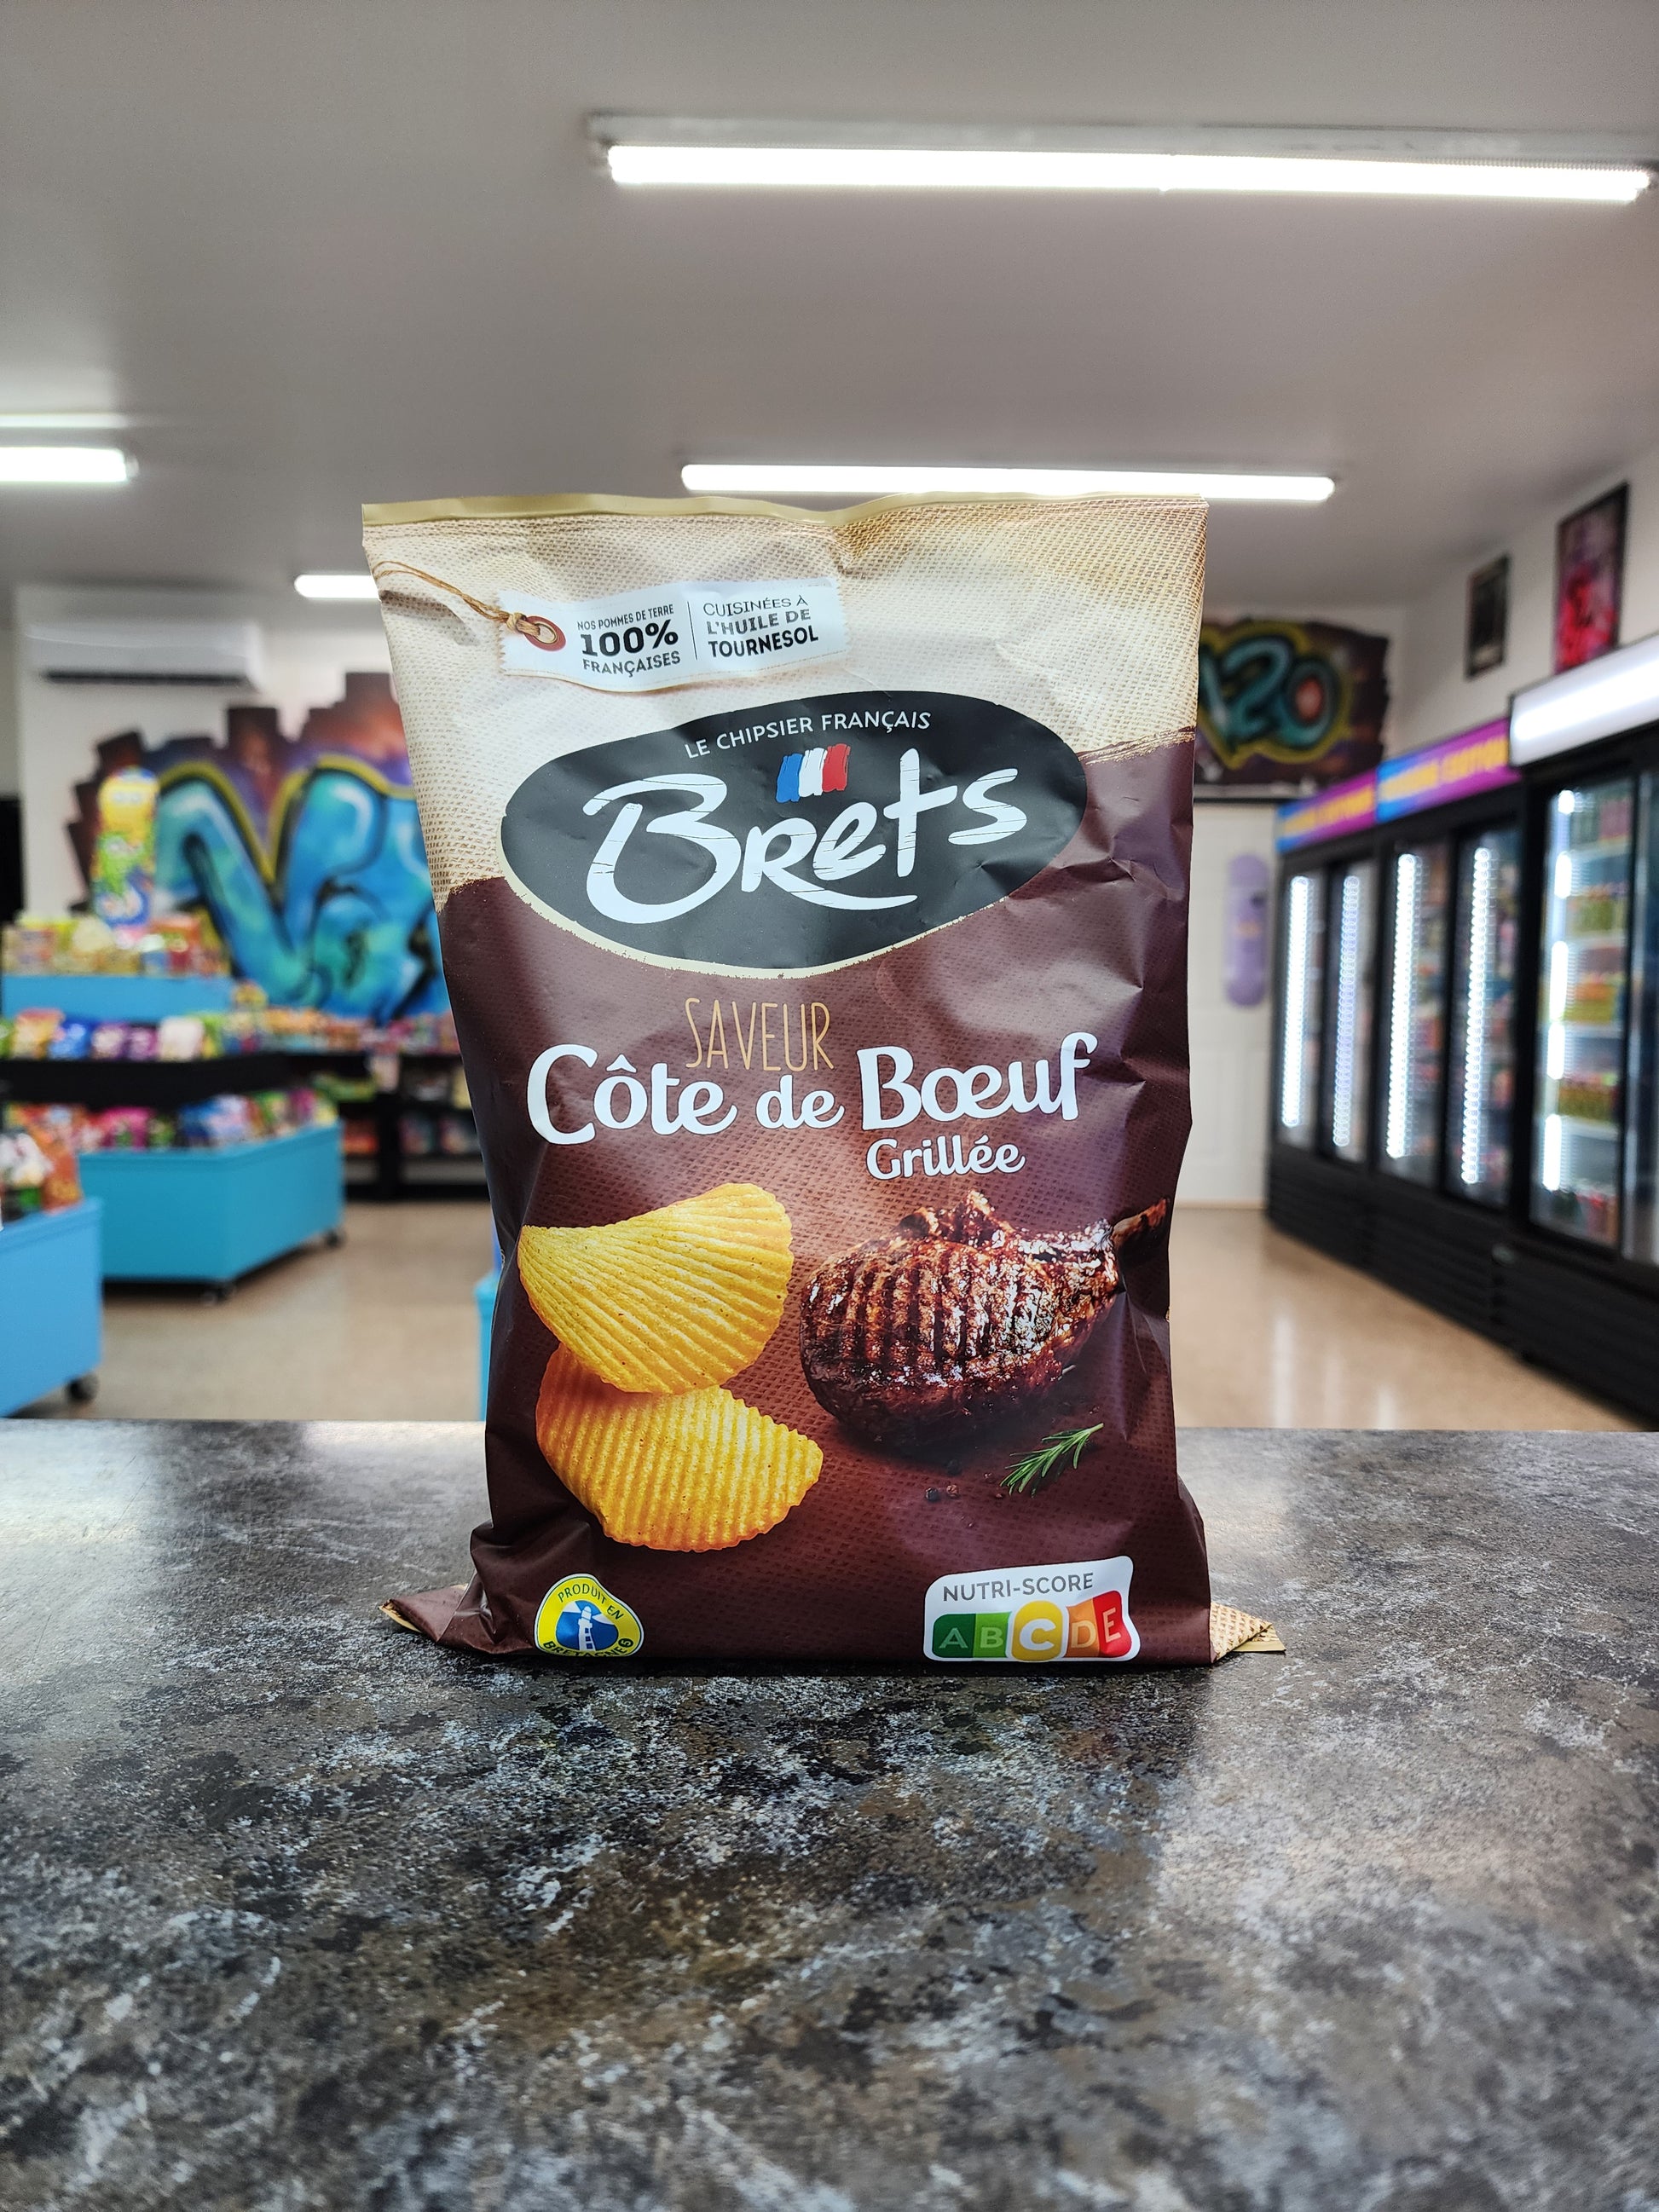 NOS POMMES DE TERRE
100%
FRANÇAISES
CUISINÉES À
L'HUILE DE
TOURNESOL
LE CHIPSIER FRANÇAIS
Brets
SAVEUR
Côte de Bœuf
Grillée
PRODUIT EN
BRETAGNE
NUTRI-SCORE
A B C D E